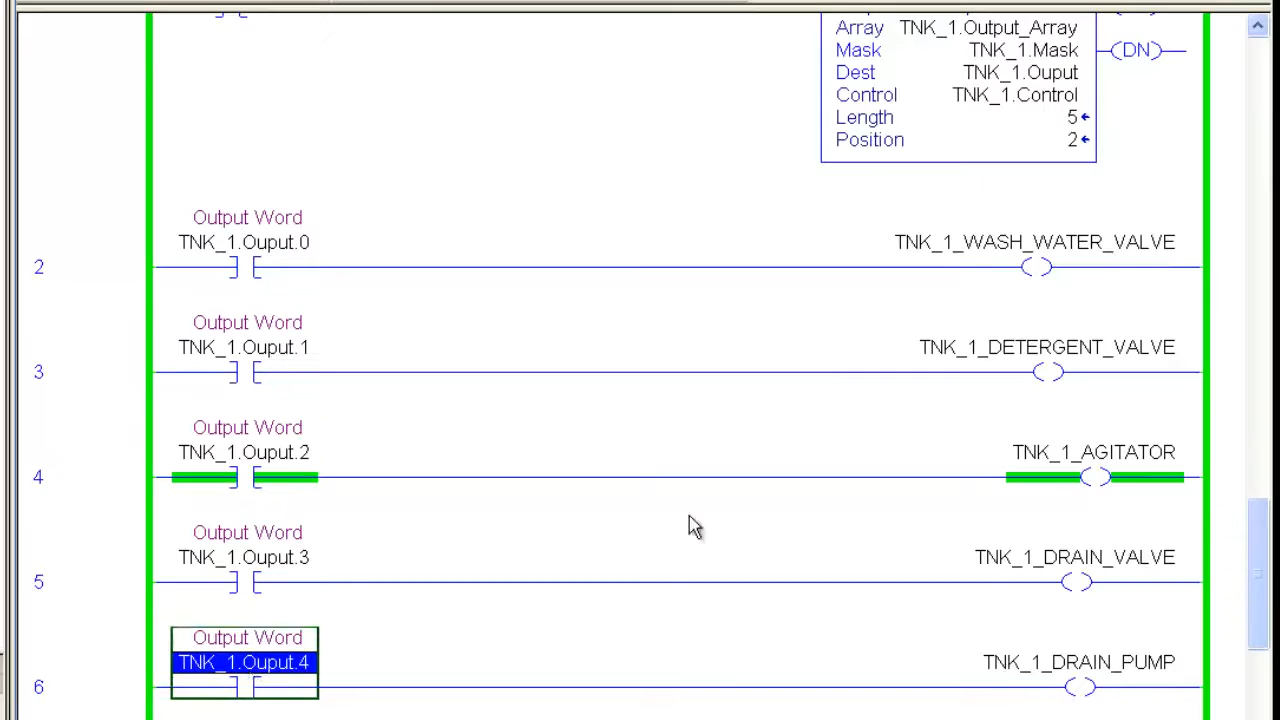 Array TNK_1.Output_Array
Mask TNK_1.Mask (DN)
Dest TNK_1.Ouput
Control TNK_1.Control
Length 5
Position 2
Output Word
TNK_1.Ouput.0 TNK_1_WASH_WATER_VALVE
2
Output Word
TNK_1.Ouput.1 TNK_1_DETERGENT_VALVE
3
Output Word
TNK_1.Ouput.2 TNK_1_AGITATOR
4
Output Word
TNK_1.Ouput.3 TNK_1_DRAIN_VALVE
5
Output Word
TNK_1.Ouput.4 TNK_1_DRAIN_PUMP
6